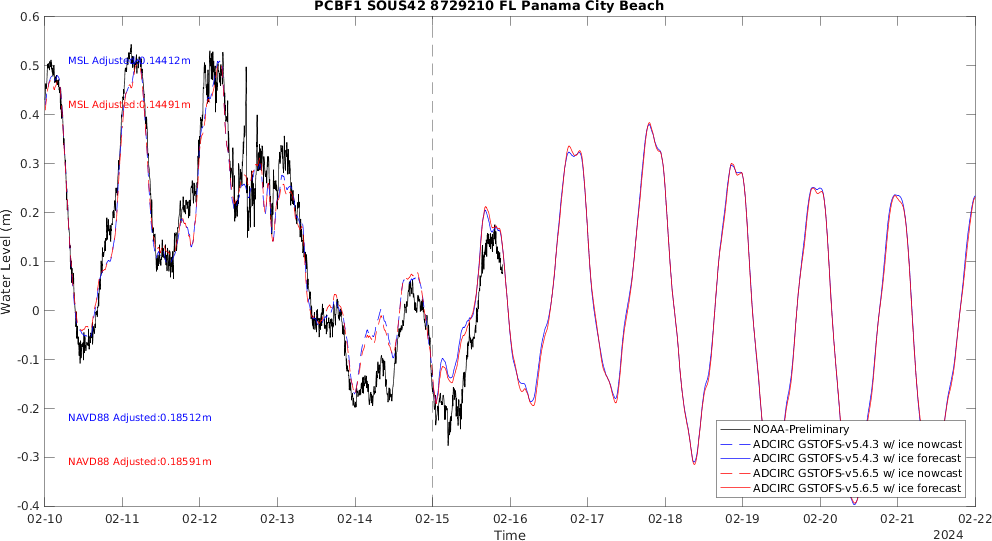 PCBF1 SOUS42 8729210 FL Panama City Beach
0.6
0.5
0.4
0.3
0.2
0.1
0
-0.1
-0.2
-0.3
-0.4
Water Level (m)
MSL Adjusted:0.14412m
MSL Adjusted:0.14491m
NAVD88 Adjusted:0.18512m
NAVD88 Adjusted:0.18591m
NOAA-Preliminary
ADCIRC GSTOFS-v5.4.3 w/ ice nowcast
ADCIRC GSTOFS-v5.4.3 w/ ice forecast
ADCIRC GSTOFS-v5.6.5 w/ ice nowcast
ADCIRC GSTOFS-v5.6.5 w/ ice forecast
02-10 02-11 02-12 02-13 02-14 02-15 02-16 02-17 02-18 02-19 02-20 02-21 02-22
Time
2024